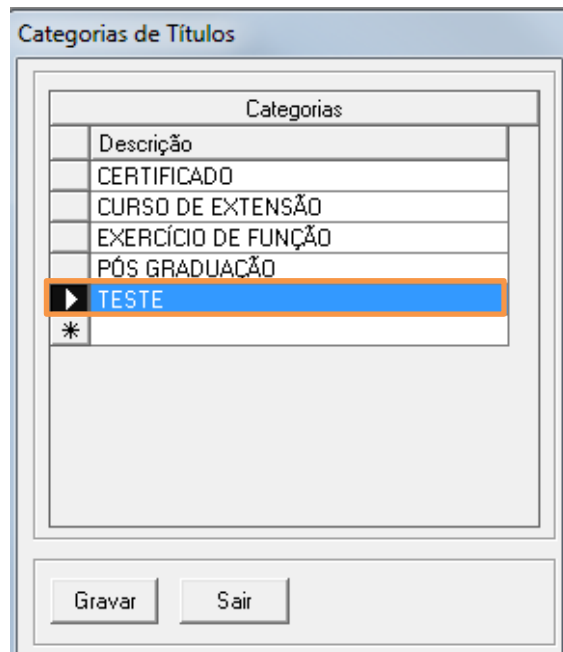 Categorias de Títulos
Categorias
Descrição
CERTIFICADO
CURSO DE EXTENSÃO
EXERCÍCIO DE FUNÇÃO
PÓS GRADUAÇÃO
TESTE
Gravar Sair